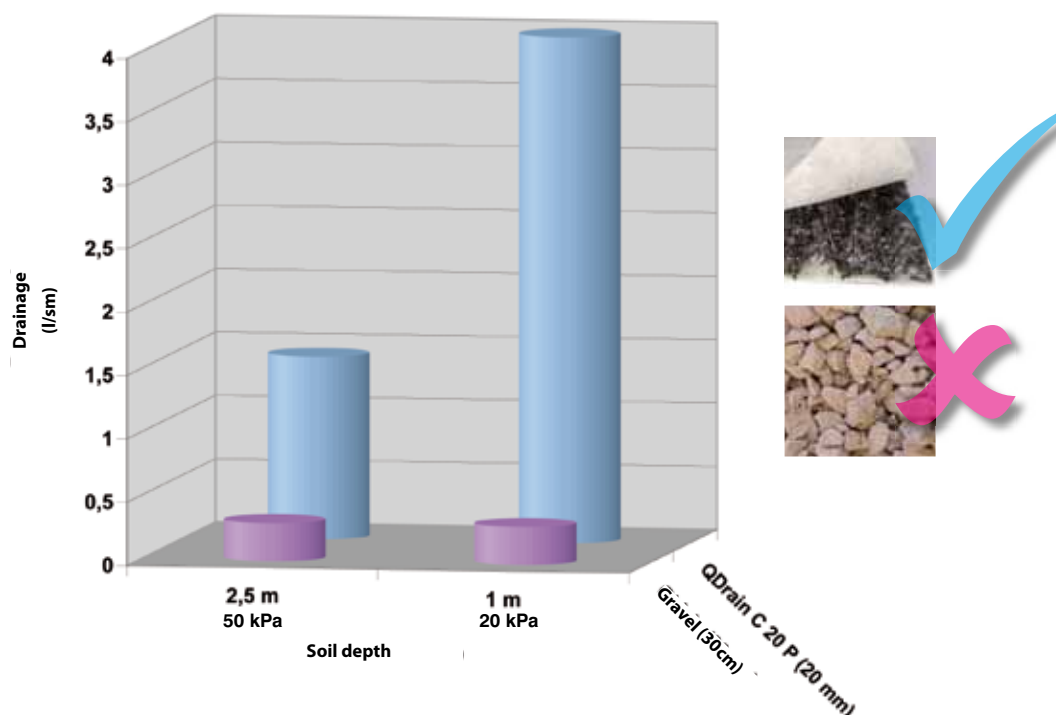 4
3,5
3
2,5
2
1,5
1
0,5
0
Drainage
(l/sm)
2,5 m
50 kPa
1 m
20 kPa
Soil depth
Gravel (30cm)
QDrain C 20 P (20 mm)